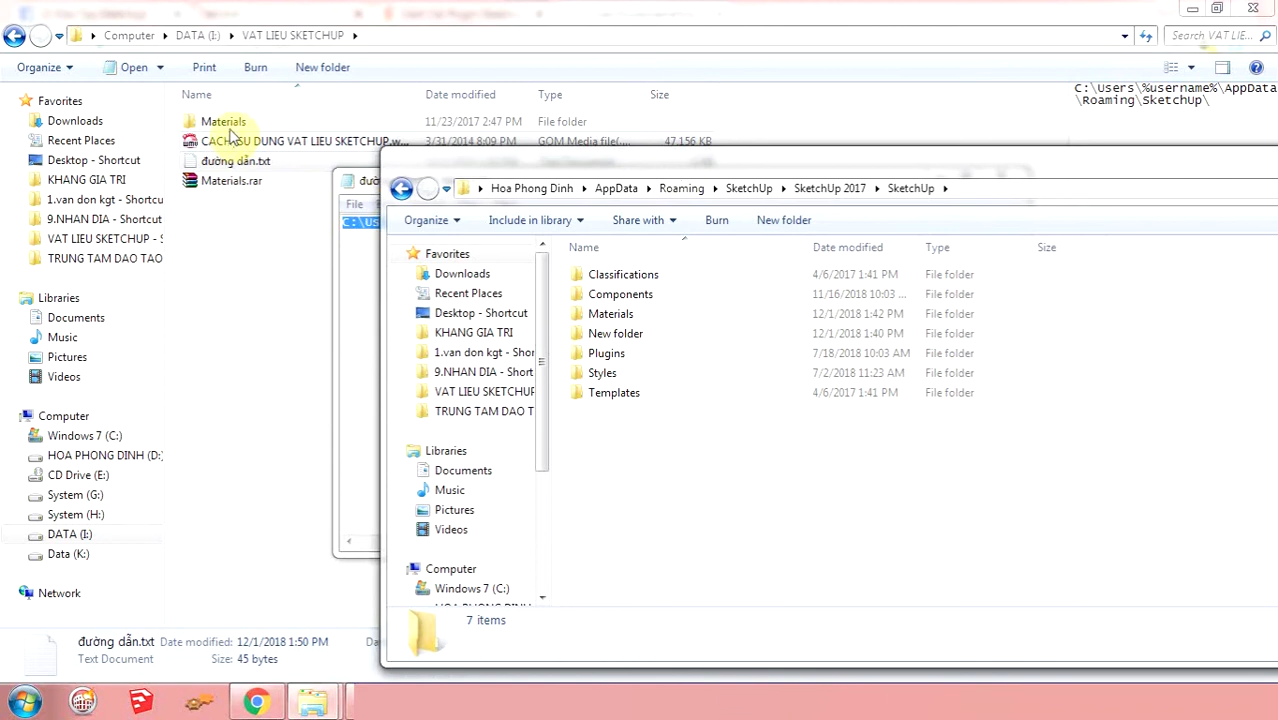 Computer DATA (I:) VAT LIEU SKETCHUP
Search VAT LIE...
Organize Open Print Burn New folder
Name Date modified Type Size
C:\Users\%username%\AppData
\Roaming\SketchUp\
Materials 11/23/2017 2:47 PM File folder
CACH SU DUNG VAT LIEU SKETCHUP.w... 3/31/2014 8:09 PM GOM Media file(.... 47.156 KB
đường dẫn.txt
Materials.rar
Favorites
Downloads
Recent Places
Desktop - Shortcut
KHANG GIA TRI
1.van don kgt - Shortcu
9.NHAN DIA - Shortcut
VAT LIEU SKETCHUP - S
TRUNG TAM DAO TAO
Libraries
Documents
Music
Pictures
Videos
Computer
Windows 7 (C:)
HOA PHONG DINH (D:)
CD Drive (E:)
System (G:)
System (H:)
DATA (I:)
Data (K:)
Network
đường dẫn.txt Date modified: 12/1/2018 1:50 PM
Text Document Size: 45 bytes
File
C:\Us
Hoa Phong Dinh AppData Roaming SketchUp SketchUp 2017 SketchUp
Organize Include in library Share with Burn New folder
Name Date modified Type Size
Classifications 4/6/2017 1:41 PM File folder
Components 11/16/2018 10:03 ... File folder
Materials 12/1/2018 1:42 PM File folder
New folder 12/1/2018 1:40 PM File folder
Plugins 7/18/2018 10:03 AM File folder
Styles 7/2/2018 11:23 AM File folder
Templates 4/6/2017 1:41 PM File folder
Favorites
Downloads
Recent Places
Desktop - Shortcut
KHANG GIA TRI
1.van don kgt - Shor
9.NHAN DIA - Short
VAT LIEU SKETCHUP
TRUNG TAM DAO T
Libraries
Documents
Music
Pictures
Videos
Computer
Windows 7 (C:)
7 items